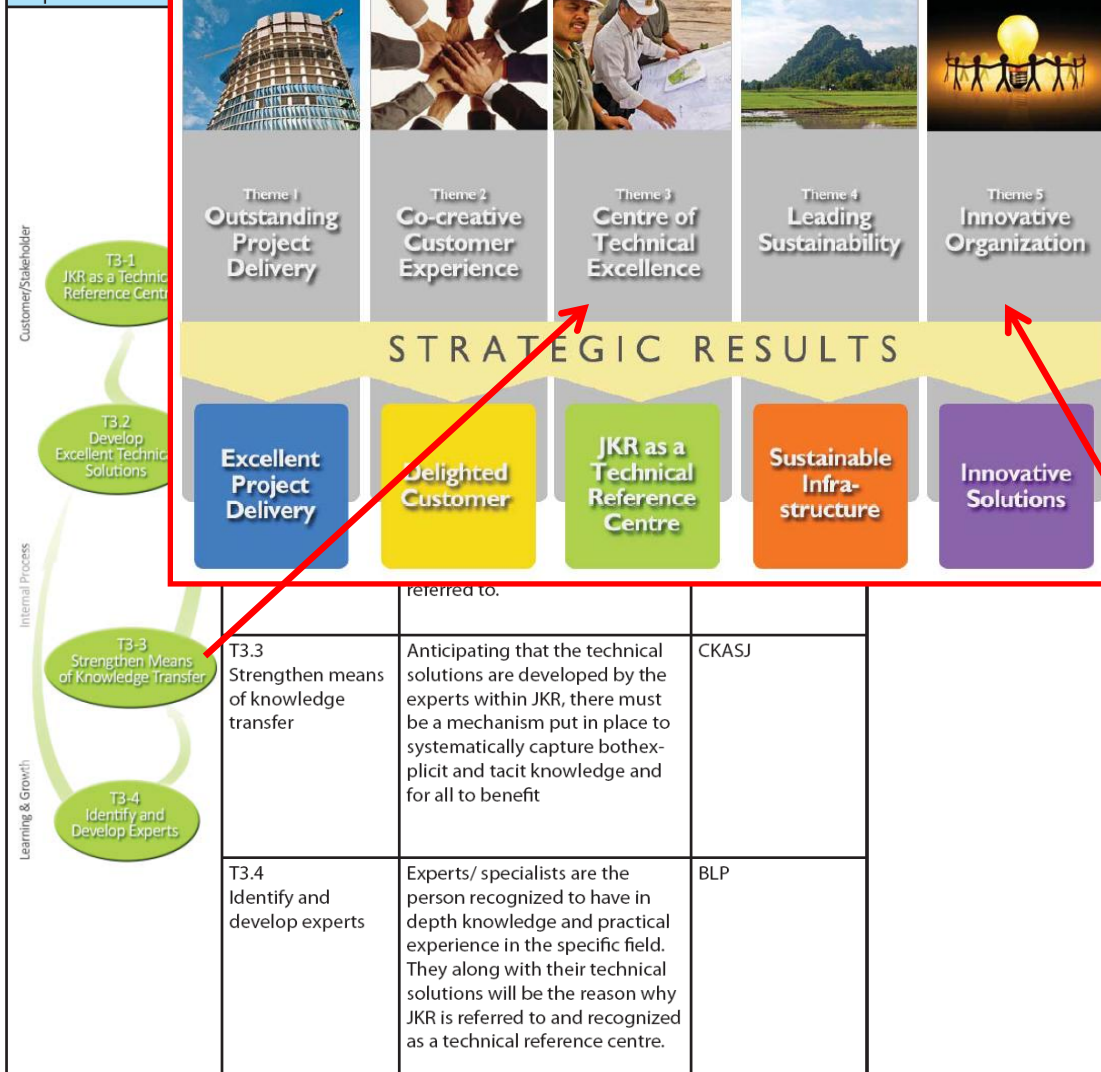 Theme 1
Outstanding
Project
Delivery
Theme 2
Co-creative
Customer
Experience
Theme 3
Centre of
Technical
Excellence
Theme 4
Leading
Sustainability
Theme 5
Innovative
Organization
STRATEGIC RESULTS
Excellent
Project
Delivery
Delighted
Customer
JKR as a
Technical
Reference
Centre
Sustainable
Infra-
structure
Innovative
Solutions
Customer/Stakeholder
T3-1
JKR as a Technic
Reference Centr
T3.2
Develop
Excellent Technica
Solutions
Internal Process
T3-3
Strengthen Means
of Knowledge Transfer
Learning & Growth
T3-4
Identify and
Develop Experts
referred to.
T3.3
Strengthen means
of knowledge
transfer
Anticipating that the technical
solutions are developed by the
experts within JKR, there must
be a mechanism put in place to
systematically capture bothex-
plicit and tacit knowledge and
for all to benefit
CKASJ
T3.4
Identify and
develop experts
Experts/ specialists are the
person recognized to have in
depth knowledge and practical
experience in the specific field.
They along with their technical
solutions will be the reason why
JKR is referred to and recognized
as a technical reference centre.
BLP